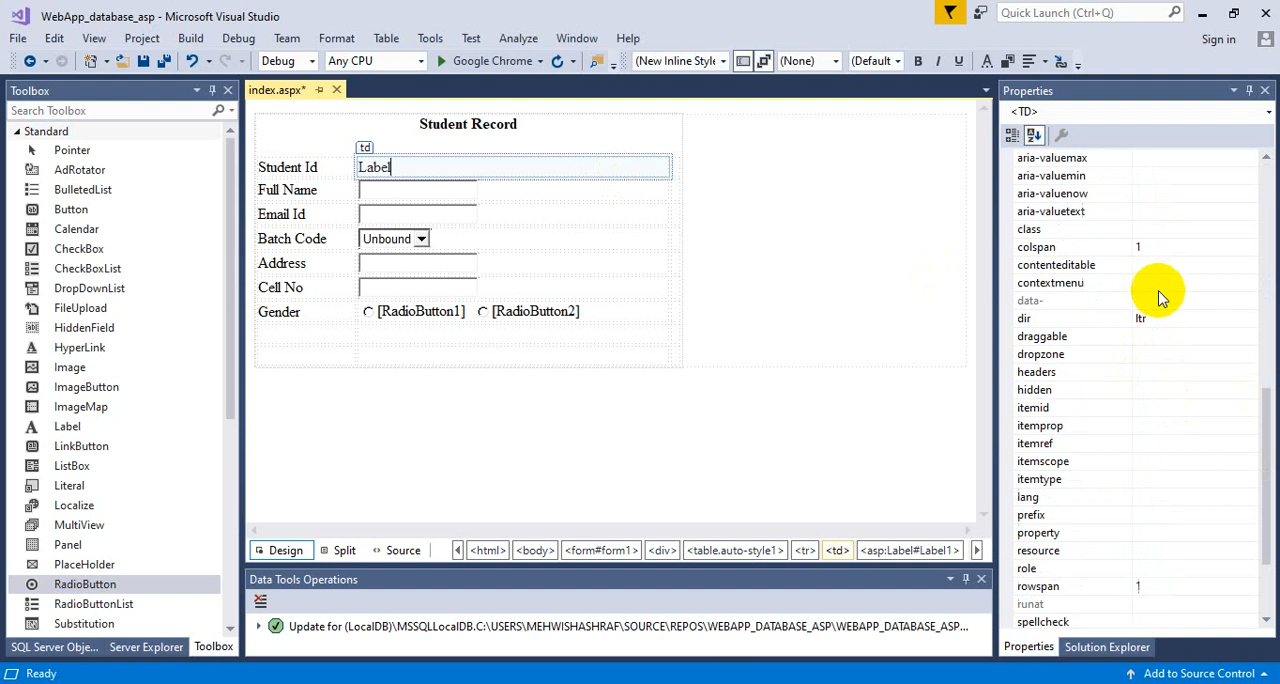 WebApp_database_asp - Microsoft Visual Studio
Quick Launch (Ctrl+Q)
File Edit View Project Build Debug Team Format Table Tools Test Analyze Window Help
Sign in
Debug Any CPU Google Chrome (New Inline Style (None) (Default B I U A
Toolbox
Search Toolbox
Standard
Pointer
AdRotator
BulletedList
Button
Calendar
CheckBox
CheckBoxList
DropDownList
FileUpload
HiddenField
HyperLink
Image
ImageButton
ImageMap
Label
LinkButton
ListBox
Literal
Localize
MultiView
Panel
PlaceHolder
RadioButton
RadioButtonList
Substitution
SQL Server Obje... Server Explorer Toolbox
index.aspx*
Student Record
td
Student Id Label
Full Name
Email Id
Batch Code Unbound
Address
Cell No
Gender [RadioButton1] [RadioButton2]
Design Split Source <html> <body> <form#form1> <div> <table.auto-style1> <tr> <td> <asp:Label#Label1>
Data Tools Operations
Update for (LocalDB)\MSSQLLocalDB.C:\USERS\MEHWISHASHRAF\SOURCE\REPOS\WEBAPP_DATABASE_ASP\WEBAPP_DATABASE_ASP...
Properties
<TD>
aria-valuemax
aria-valuemin
aria-valuenow
aria-valuetext
class
colspan 1
contenteditable
contextmenu
data-
dir ltr
draggable
dropzone
headers
hidden
itemid
itemprop
itemref
itemscope
itemtype
lang
prefix
property
resource
role
rowspan 1
runat
spellcheck
Properties Solution Explorer
Ready
Add to Source Control